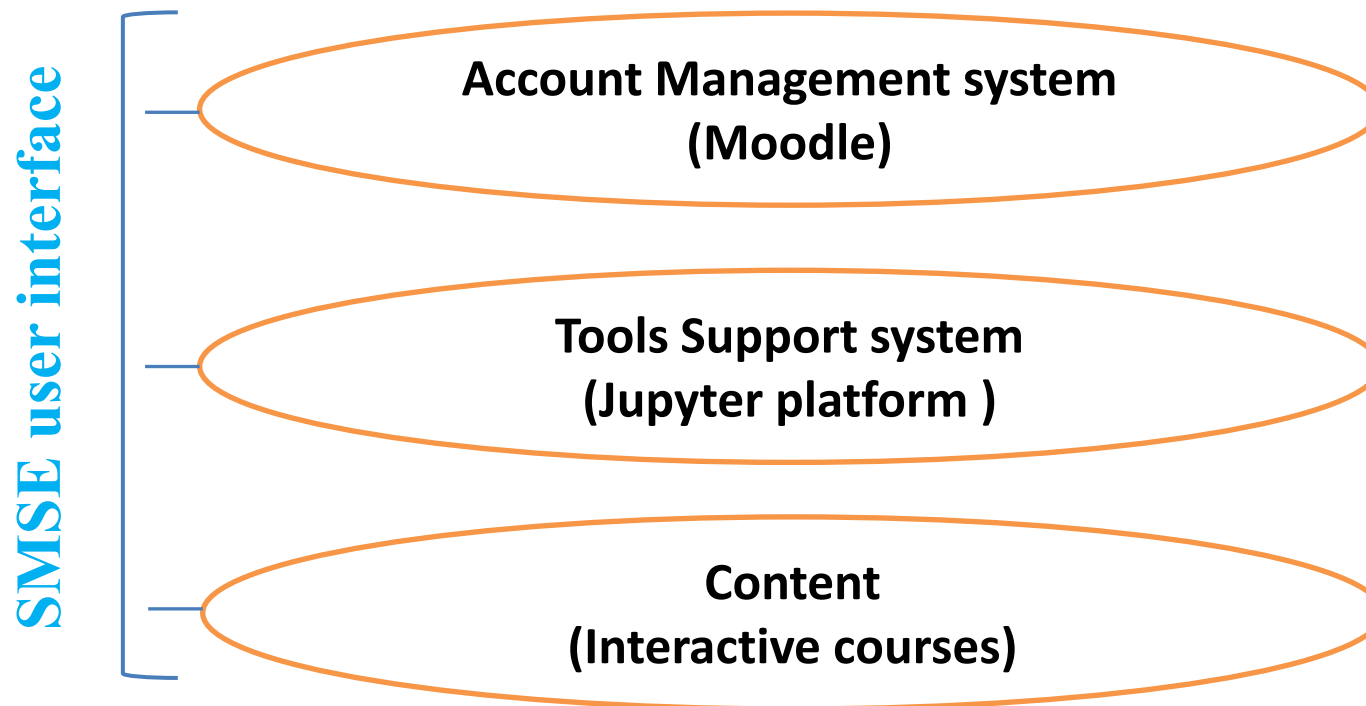 SMSE user interface
Account Management system
(Moodle)
Tools Support system
(Jupyter platform )
Content
(Interactive courses)